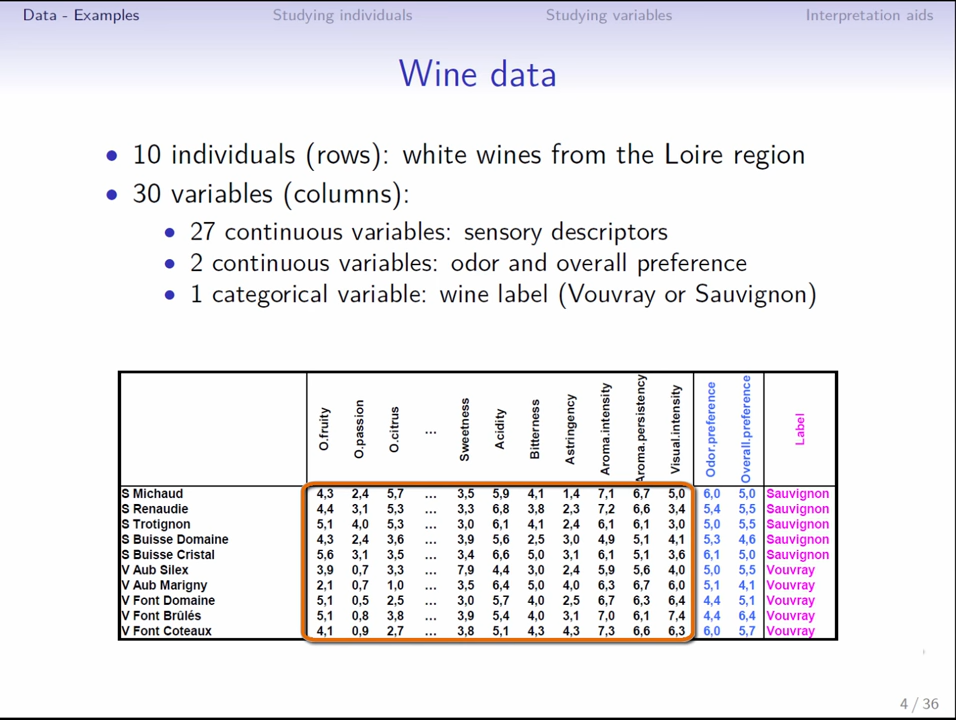 Data - Examples Studying individuals Studying variables Interpretation aids
Wine data
• 10 individuals (rows): white wines from the Loire region
• 30 variables (columns):
• 27 continuous variables: sensory descriptors
• 2 continuous variables: odor and overall preference
• 1 categorical variable: wine label (Vouvray or Sauvignon)
O.fruity O.passion O.citrus ... Sweetness Acidity Bitterness Astringency Aroma.intensity Aroma.persistency Visual.intensity Odor.preference Overall.preference Label
S Michaud 4,3 2,4 5,7 ... 3,5 5,9 4,1 1,4 7,1 6,7 5,0 6,0 5,0 Sauvignon
S Renaudie 4,4 3,1 5,3 ... 3,3 6,8 3,8 2,3 7,2 6,6 3,4 5,4 5,5 Sauvignon
S Trotignon 5,1 4,0 5,3 ... 3,0 6,1 4,1 2,4 6,1 6,1 3,0 5,0 5,5 Sauvignon
S Buisse Domaine 4,3 2,4 3,6 ... 3,9 5,6 2,5 3,0 4,9 5,1 4,1 5,3 4,6 Sauvignon
S Buisse Cristal 5,6 3,1 3,5 ... 3,4 6,6 5,0 3,1 6,1 5,1 3,6 6,1 5,0 Sauvignon
V Aub Silex 3,9 0,7 3,3 ... 7,9 4,4 3,0 2,4 5,9 5,6 4,0 5,0 5,5 Vouvray
V Aub Marigny 2,1 0,7 1,0 ... 3,5 6,4 5,0 4,0 6,3 6,7 6,0 5,1 4,1 Vouvray
V Font Domaine 5,1 0,5 2,5 ... 3,0 5,7 4,0 2,5 6,7 6,3 6,4 4,4 5,1 Vouvray
V Font Brûlés 5,1 0,8 3,8 ... 3,9 5,4 4,0 3,1 7,0 6,1 7,4 4,4 6,4 Vouvray
V Font Coteaux 4,1 0,9 2,7 ... 3,8 5,1 4,3 4,3 7,3 6,6 6,3 6,0 5,7 Vouvray
4 / 36